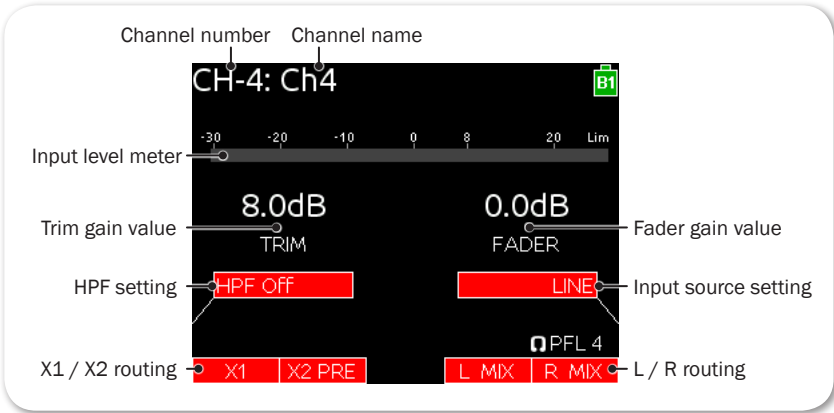 Channel number Channel name
CH-4: Ch4 B1
-30 -20 -10 0 8 20 Lim
Input level meter
8.0dB 0.0dB
Trim gain value Fader gain value
TRIM FADER
HPF setting HPF Off LINE Input source setting
PFL 4
X1 / X2 routing X1 X2 PRE L MIX R MIX L / R routing